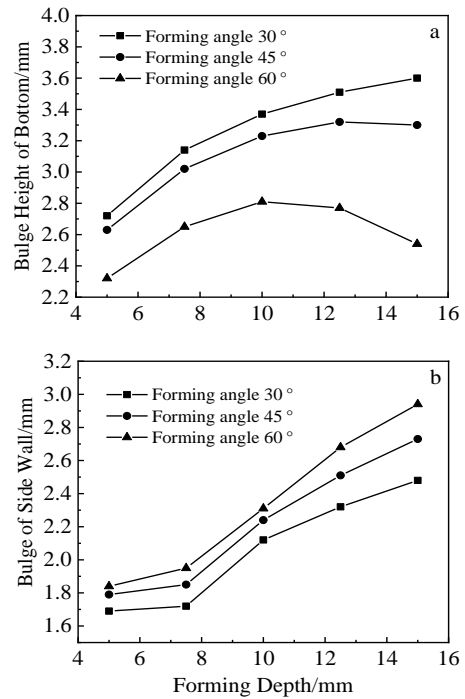 4.0
a
3.8
Forming angle 30 °
3.6
Forming angle 45 °
3.4
Forming angle 60 °
3.2
3.0
2.8
2.6
2.4
2.2
Bulge Height of Bottom/mm
4 6 8 10 12 14 16
3.2
b
3.0
Forming angle 30 °
2.8
Forming angle 45 °
2.6
Forming angle 60 °
2.4
2.2
2.0
1.8
1.6
Bulge of Side Wall/mm
4 6 8 10 12 14 16
Forming Depth/mm